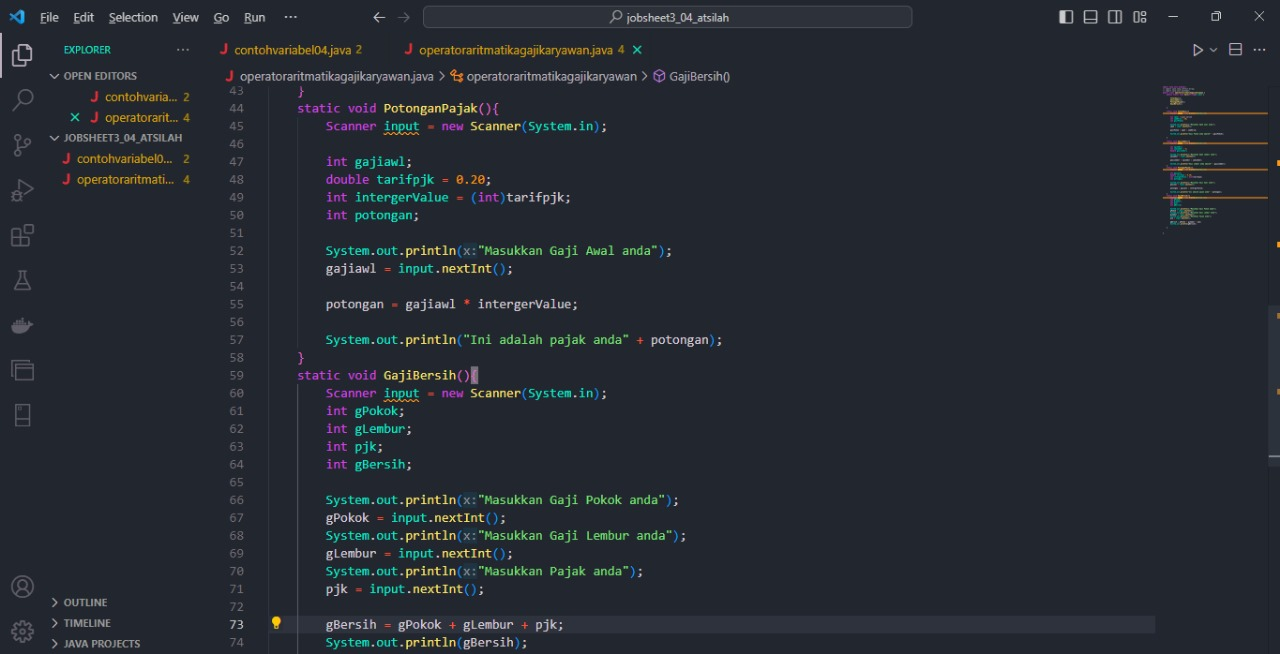 File Edit Selection View Go Run ··· ← → jobsheet3_04_atsilah
EXPLORER ···
OPEN EDITORS
J contohvaria... 2
× J operatorarit... 4
JOBSHEET3_04_ATSILAH
J contohvariabel0... 2
J operatoraritmati... 4
OUTLINE
TIMELINE
JAVA PROJECTS
J contohvariabel04.java 2 J operatoraritmatikagajikaryawan.java 4 ×
J operatoraritmatikagajikaryawan.java > operatoraritmatikagajikaryawan > GajiBersih()
43 }
44 static void PotonganPajak(){
45 Scanner input = new Scanner(System.in);
46
47 int gajiawl;
48 double tarifpjk = 0.20;
49 int intergerValue = (int)tarifpjk;
50 int potongan;
51
52 System.out.println(x:"Masukkan Gaji Awal anda");
53 gajiawl = input.nextInt();
54
55 potongan = gajiawl * intergerValue;
56
57 System.out.println("Ini adalah pajak anda" + potongan);
58 }
59 static void GajiBersih(){
60 Scanner input = new Scanner(System.in);
61 int gPokok;
62 int gLembur;
63 int pjk;
64 int gBersih;
65
66 System.out.println(x:"Masukkan Gaji Pokok anda");
67 gPokok = input.nextInt();
68 System.out.println(x:"Masukkan Gaji Lembur anda");
69 gLembur = input.nextInt();
70 System.out.println(x:"Masukkan Pajak anda");
71 pjk = input.nextInt();
72
73 gBersih = gPokok + gLembur + pjk;
74 System.out.println(gBersih);